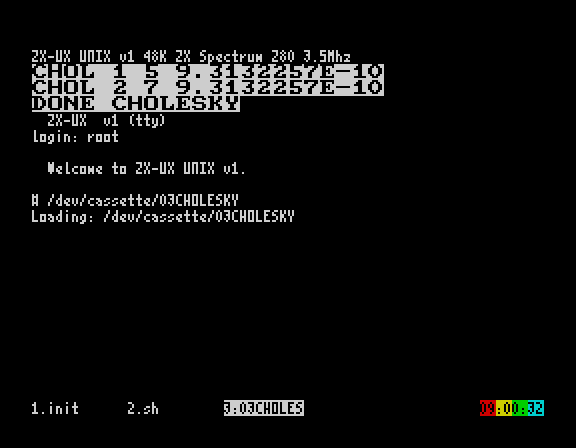 ZX-UX UNIX v1 48K ZX Spectrum Z80 3.5Mhz
CHOL 1 5 9.3132257E-10
CHOL 2 7 9.3132257E-10
DONE CHOLESKY
ZX-UX v1 (tty)
login: root
Welcome to ZX-UX UNIX v1.
# /dev/cassette/03CHOLESKY
Loading: /dev/cassette/03CHOLESKY
1.init 2.sh 3.03CHOLES 09:00:32